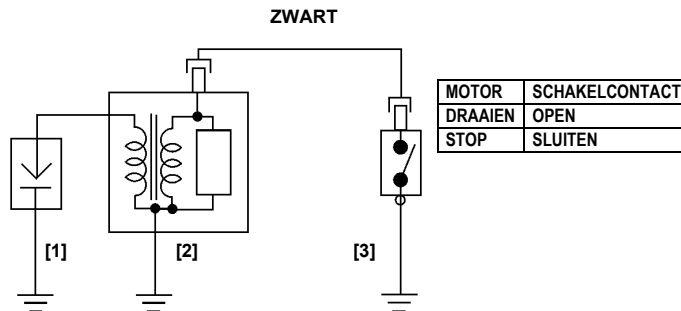 ZWART
MOTOR SCHAKELCONTACT
DRAAIEN OPEN
STOP SLUITEN
[1] [2] [3]